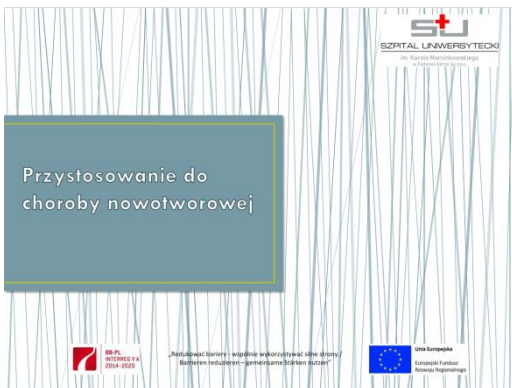 SZPITAL UNIWERSYTECKI
im. Karola Marcinkowskiego
w Zielonej Górze Sp. z o.o.
Przystosowanie do
choroby nowotworowej
BB-PL
INTERREG V A
2014-2020
„Redukować bariery - wspólnie wykorzystywać silne strony /
Barrieren reduzieren – gemeinsame Stärken nutzen”
Unia Europejska
Europejski Fundusz
Rozwoju Regionalnego